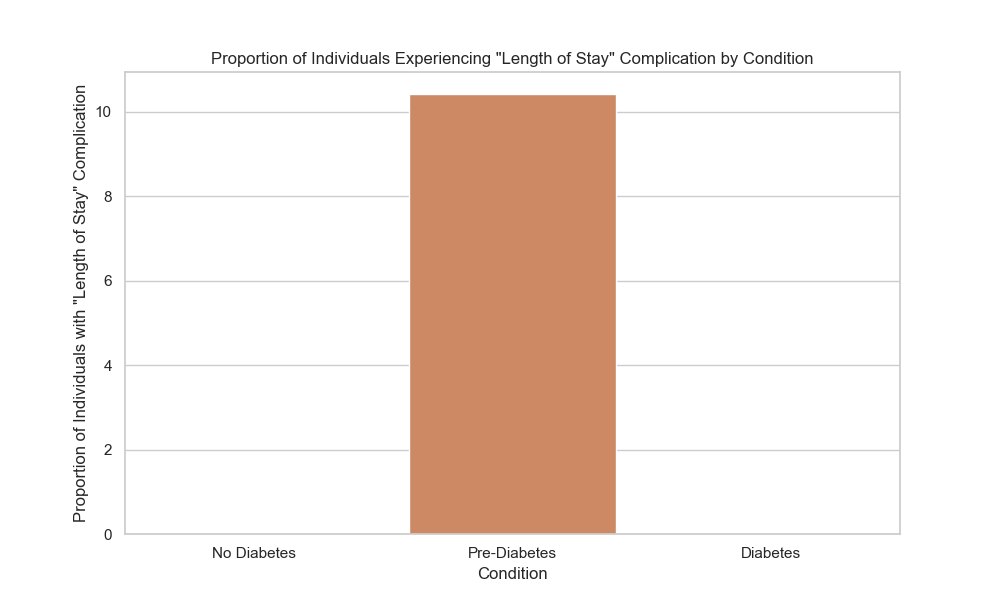 Proportion of Individuals Experiencing "Length of Stay" Complication by Condition
Proportion of Individuals with "Length of Stay" Complication
10
8
6
4
2
0
No Diabetes
Pre-Diabetes
Diabetes
Condition